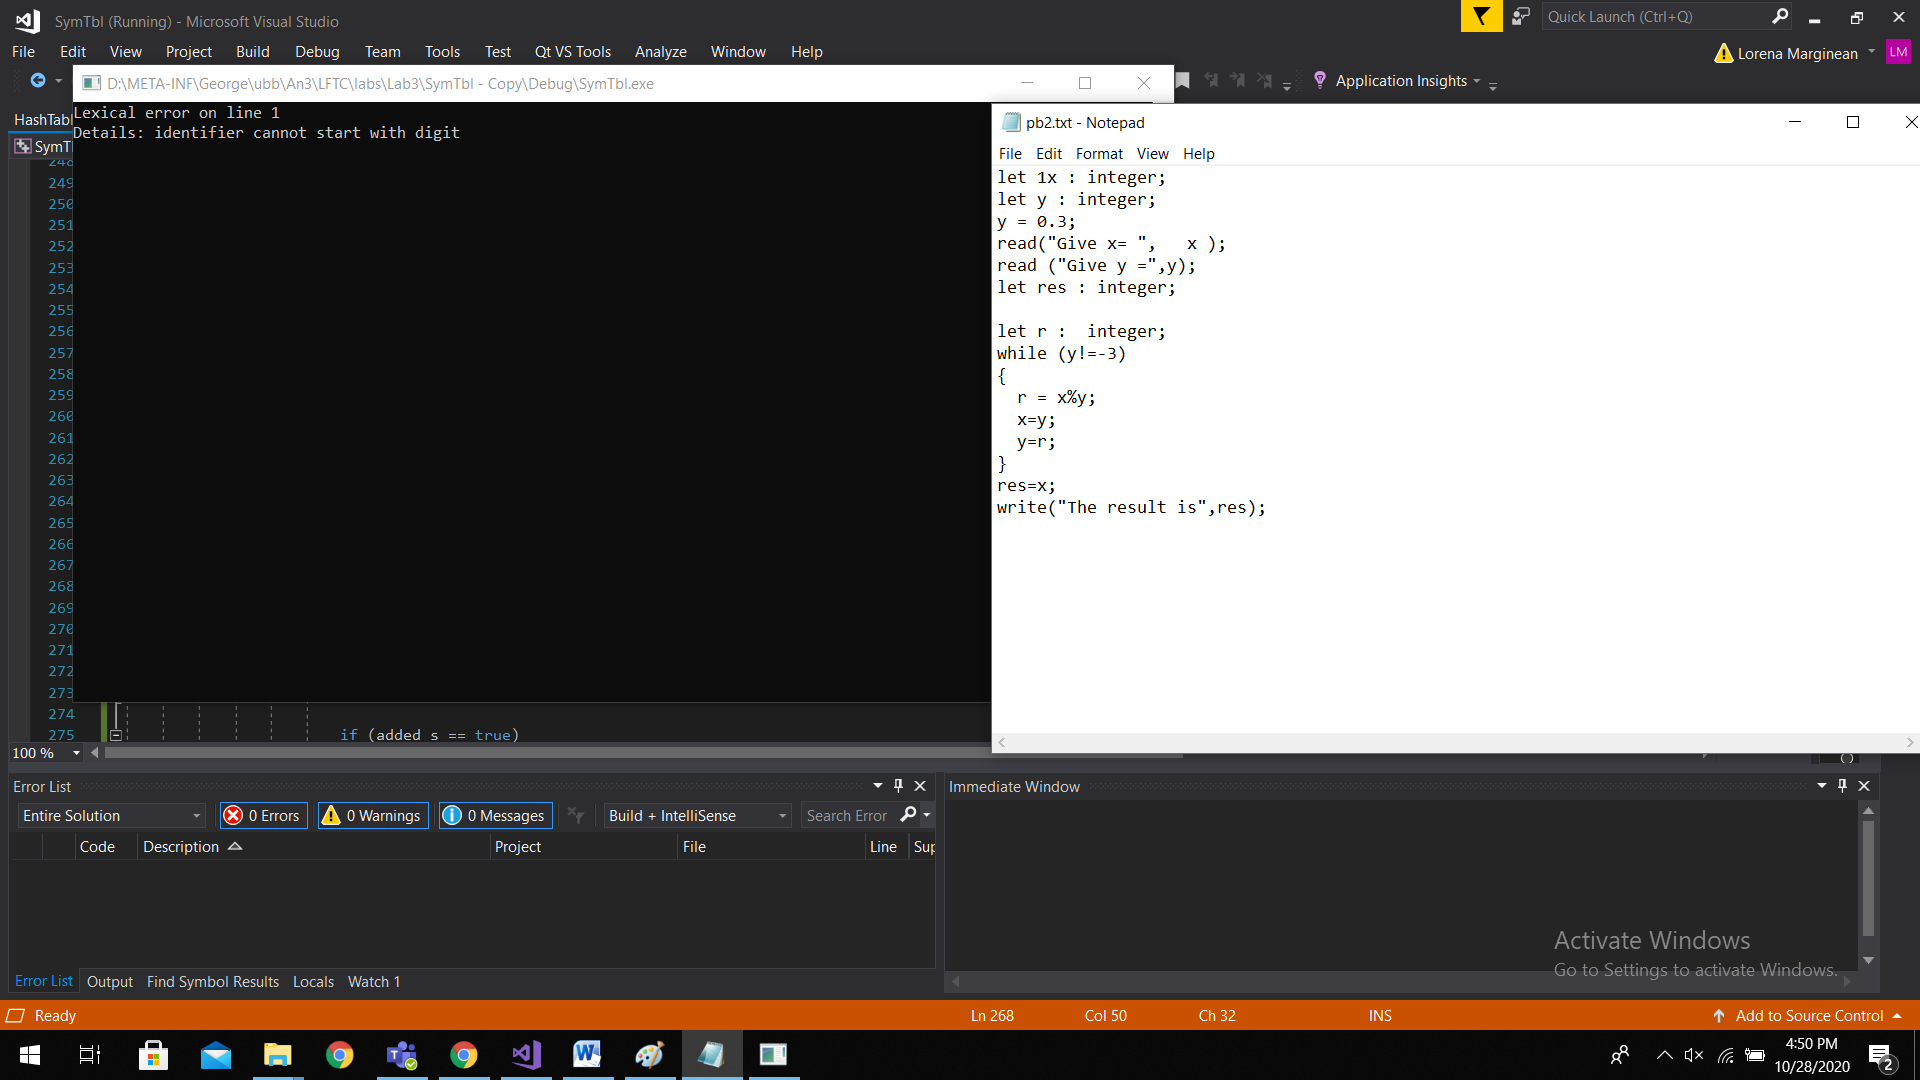 SymTbl (Running) - Microsoft Visual Studio
Quick Launch (Ctrl+Q)
File Edit View Project Build Debug Team Tools Test Qt VS Tools Analyze Window Help
Lorena Marginean LM
D:\META-INF\George\ubb\An3\LFTC\labs\Lab3\SymTbl - Copy\Debug\SymTbl.exe
Application Insights
Lexical error on line 1
Details: identifier cannot start with digit
pb2.txt - Notepad
File Edit Format View Help
let 1x : integer;
let y : integer;
y = 0.3;
read("Give x= ",   x );
read ("Give y =",y);
let res : integer;
let r :  integer;
while (y!=-3)
{
  r = x%y;
  x=y;
  y=r;
}
res=x;
write("The result is",res);
HashTabl
SymTl
248
249
250
251
252
253
254
255
256
257
258
259
260
261
262
263
264
265
266
267
268
269
270
271
272
273
274
275 if (added s == true)
100 %
Error List
Entire Solution 0 Errors 0 Warnings 0 Messages Build + IntelliSense Search Error
Code Description Project File Line Sup
Error List Output Find Symbol Results Locals Watch 1
Immediate Window
Activate Windows
Go to Settings to activate Windows.
Ready Ln 268 Col 50 Ch 32 INS Add to Source Control
4:50 PM
10/28/2020
2